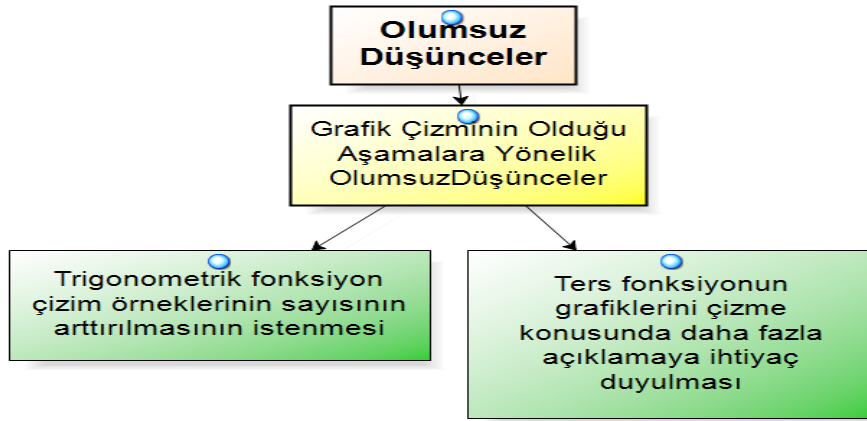 Olumsuz
Düşünceler
Grafik Çizminin Olduğu
Aşamalara Yönelik
OlumsuzDüşünceler
Trigonometrik fonksiyon
çizim örneklerinin sayısının
arttırılmasının istenmesi
Ters fonksiyonun
grafiklerini çizme
konusunda daha fazla
açıklamaya ihtiyaç
duyulması